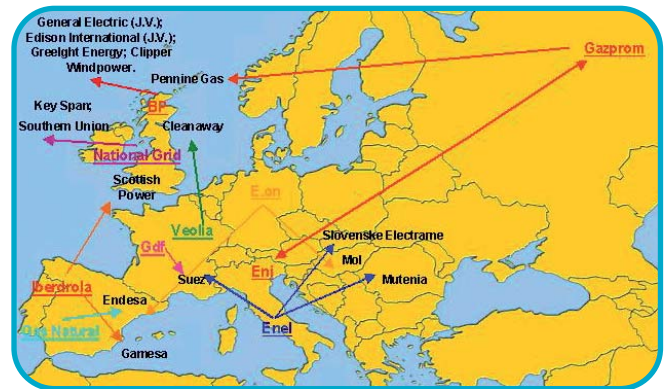 General Electric (J.V.);
Edison International (J.V.);
Greelght Energy; Clipper
Windpower.
Gazprom
Pennine Gas
Key Span;
BP
Southern Union
Cleanaway
National Grid
Scottish
Power
E.on
Veolia
Slovenske Electrame
Gdf
Mol
Eni
Suez
Mutenia
Iberdrola
Endesa
Gas Natural
Enel
Gamesa